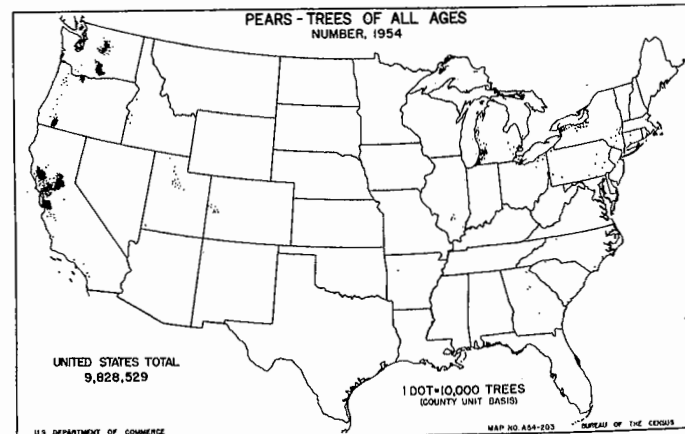 PEARS - TREES OF ALL AGES
NUMBER, 1954
UNITED STATES TOTAL
9,828,529
1 DOT=10,000 TREES
(COUNTY UNIT BASIS)
U.S. DEPARTMENT OF COMMERCE
MAP NO. A54-203
BUREAU OF THE CENSUS